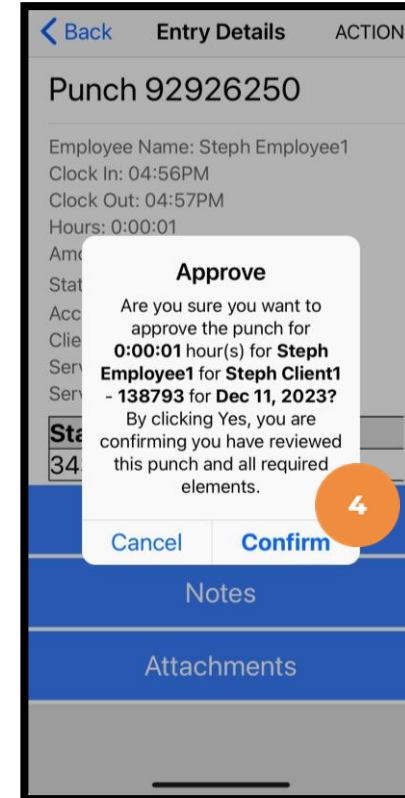 Back Entry Details ACTION
Punch 92926250
Employee Name: Steph Employee1
Clock In: 04:56PM
Clock Out: 04:57PM
Hours: 0:00:01
Approve
Are you sure you want to
approve the punch for
0:00:01 hour(s) for Steph
Employee1 for Steph Client1
- 138793 for Dec 11, 2023?
By clicking Yes, you are
confirming you have reviewed
this punch and all required
elements.
4
Cancel Confirm
Notes
Attachments